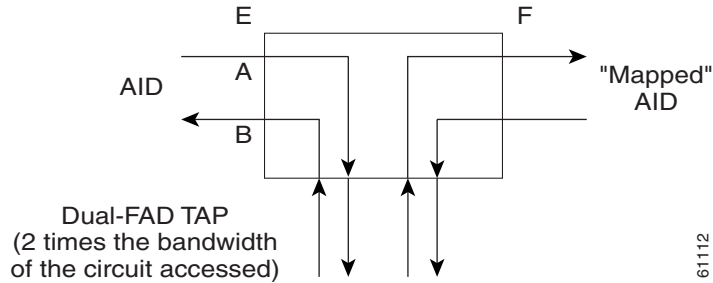 E
F
A
AID
B
"Mapped"
AID
Dual-FAD TAP
(2 times the bandwidth
of the circuit accessed)
61112